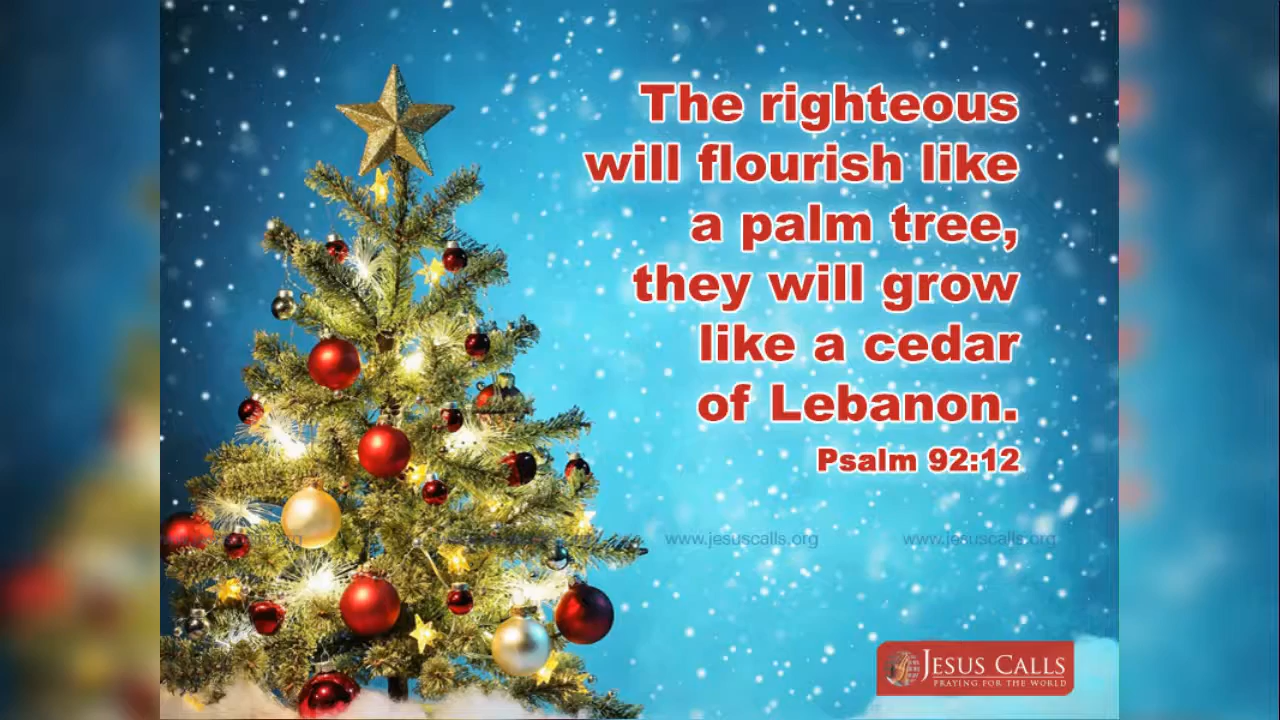 The righteous
will flourish like
a palm tree,
they will grow
like a cedar
of Lebanon.
Psalm 92:12
www.jesuscalls.org www.jesuscalls.org
JESUS CALLS
PRAYING FOR THE WORLD